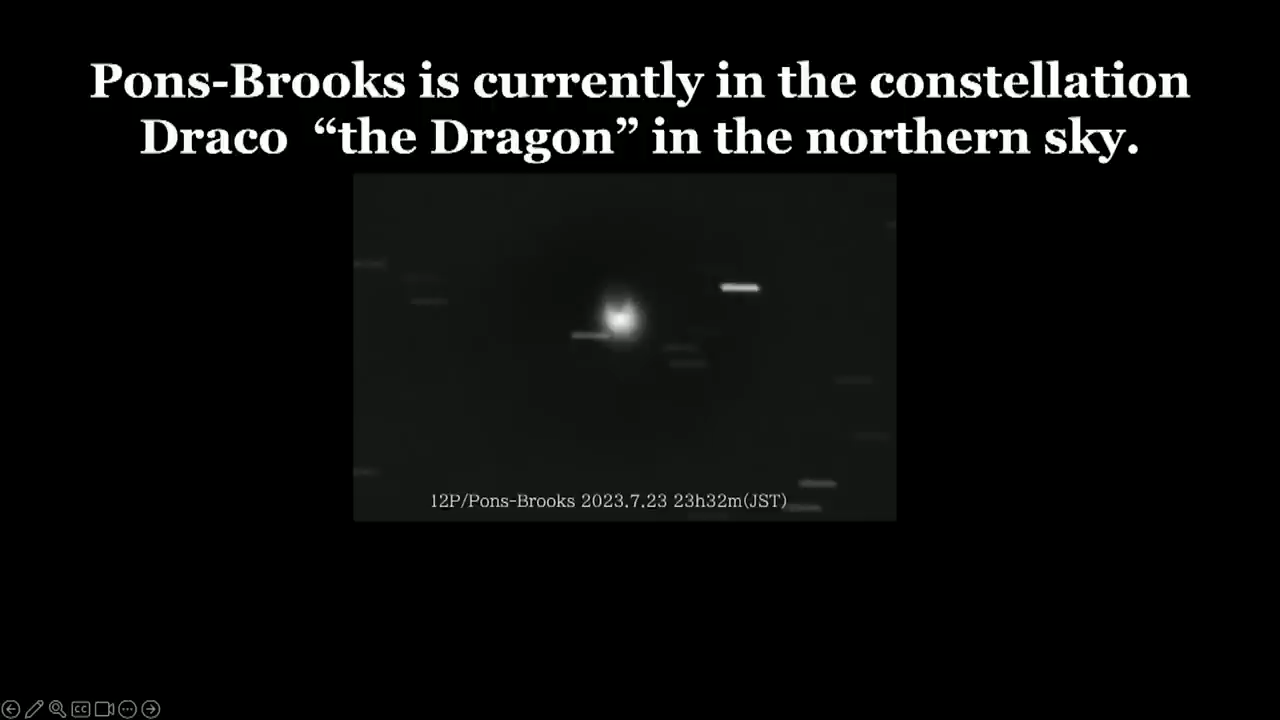 Pons-Brooks is currently in the constellation
Draco “the Dragon” in the northern sky.
12P/Pons-Brooks 2023.7.23 23h32m(JST)
CC